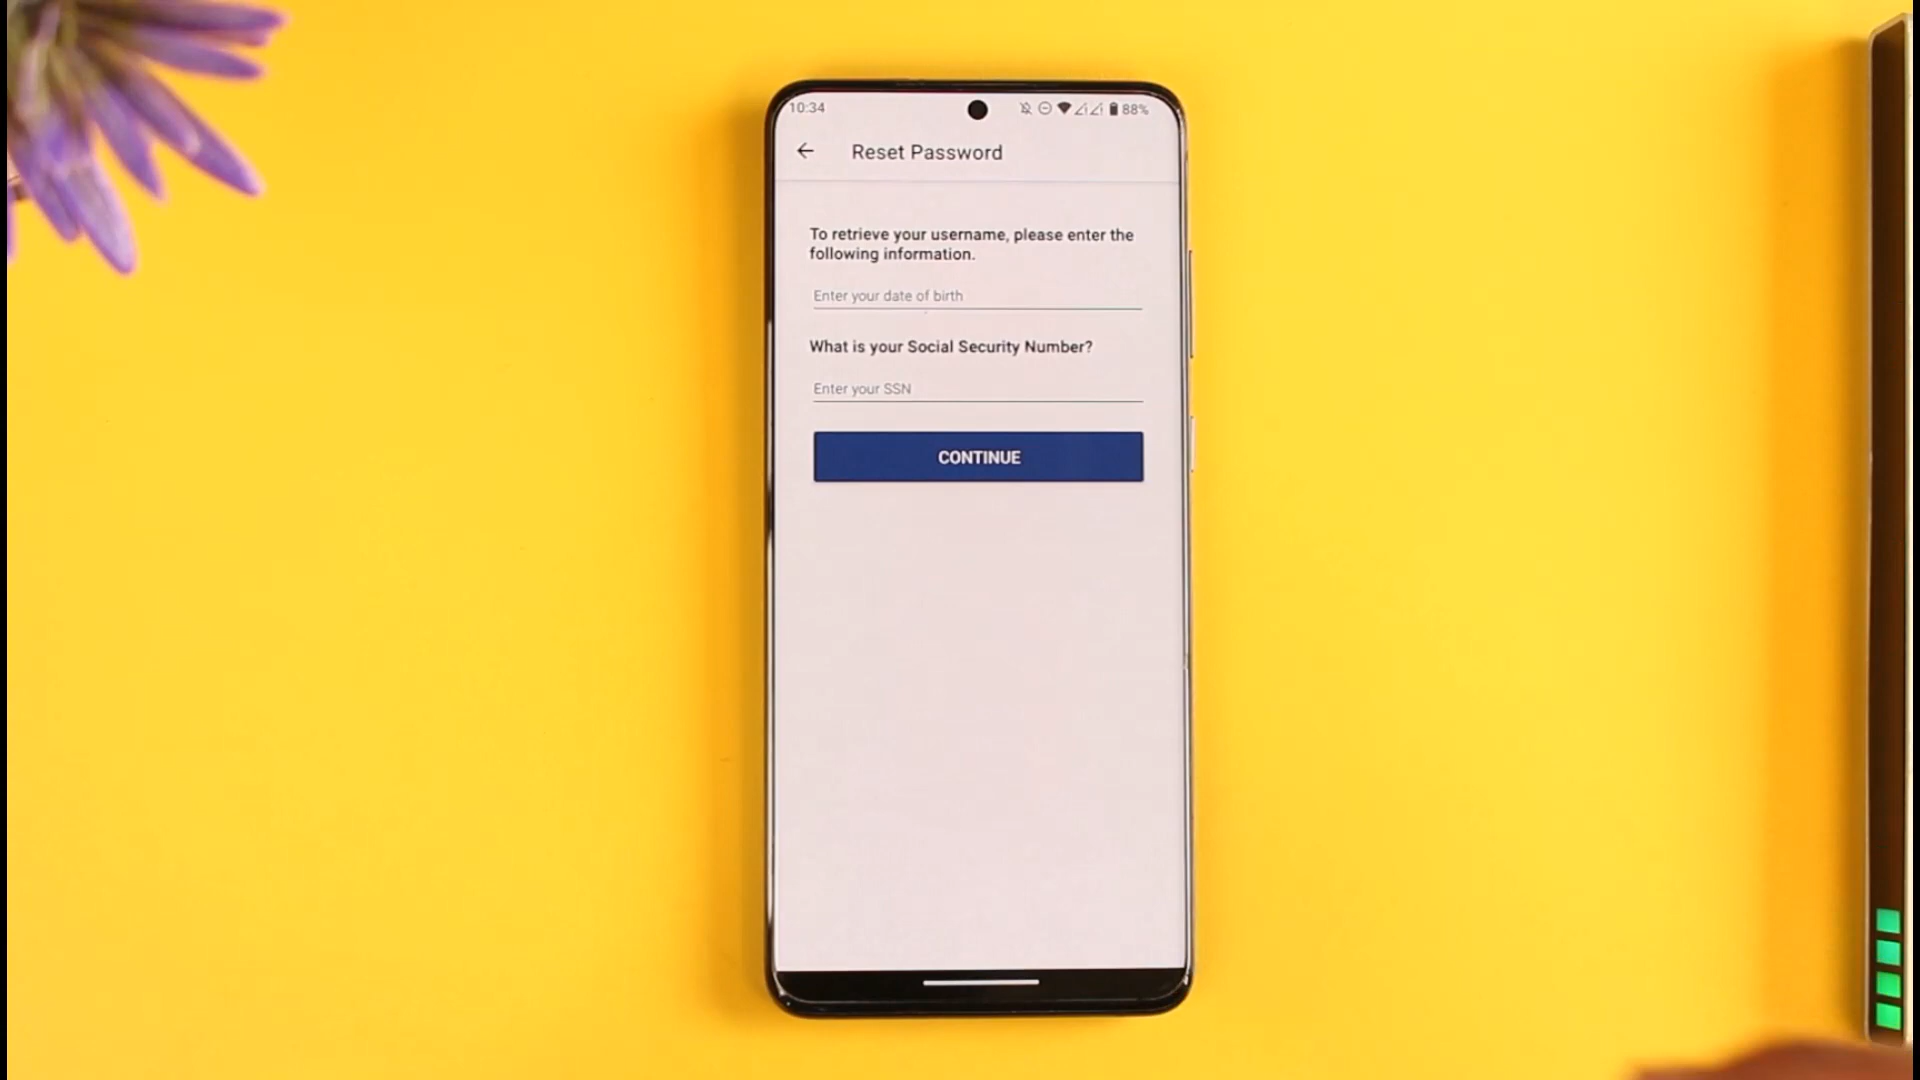 10:34
88%
Reset Password
To retrieve your username, please enter the
following information.
Enter your date of birth
What is your Social Security Number?
Enter your SSN
CONTINUE